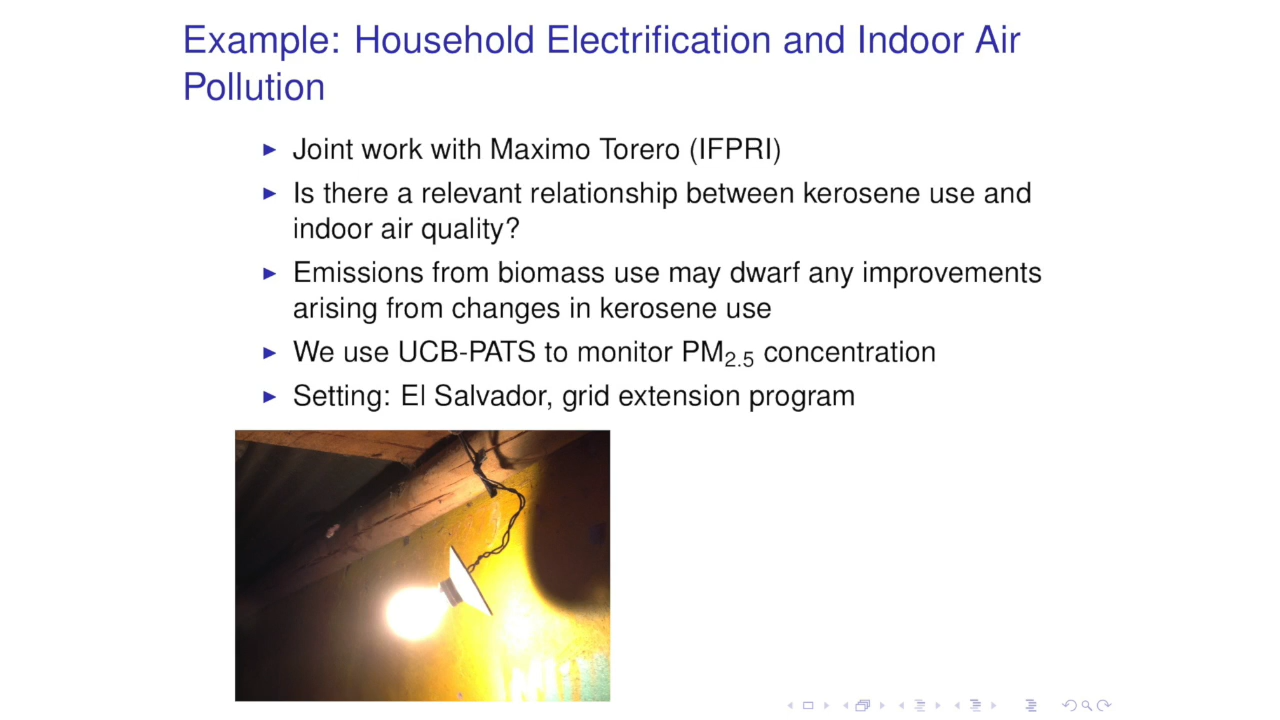 Example: Household Electrification and Indoor Air
Pollution
Joint work with Maximo Torero (IFPRI)
Is there a relevant relationship between kerosene use and
indoor air quality?
Emissions from biomass use may dwarf any improvements
arising from changes in kerosene use
We use UCB-PATS to monitor PM2.5 concentration
Setting: El Salvador, grid extension program